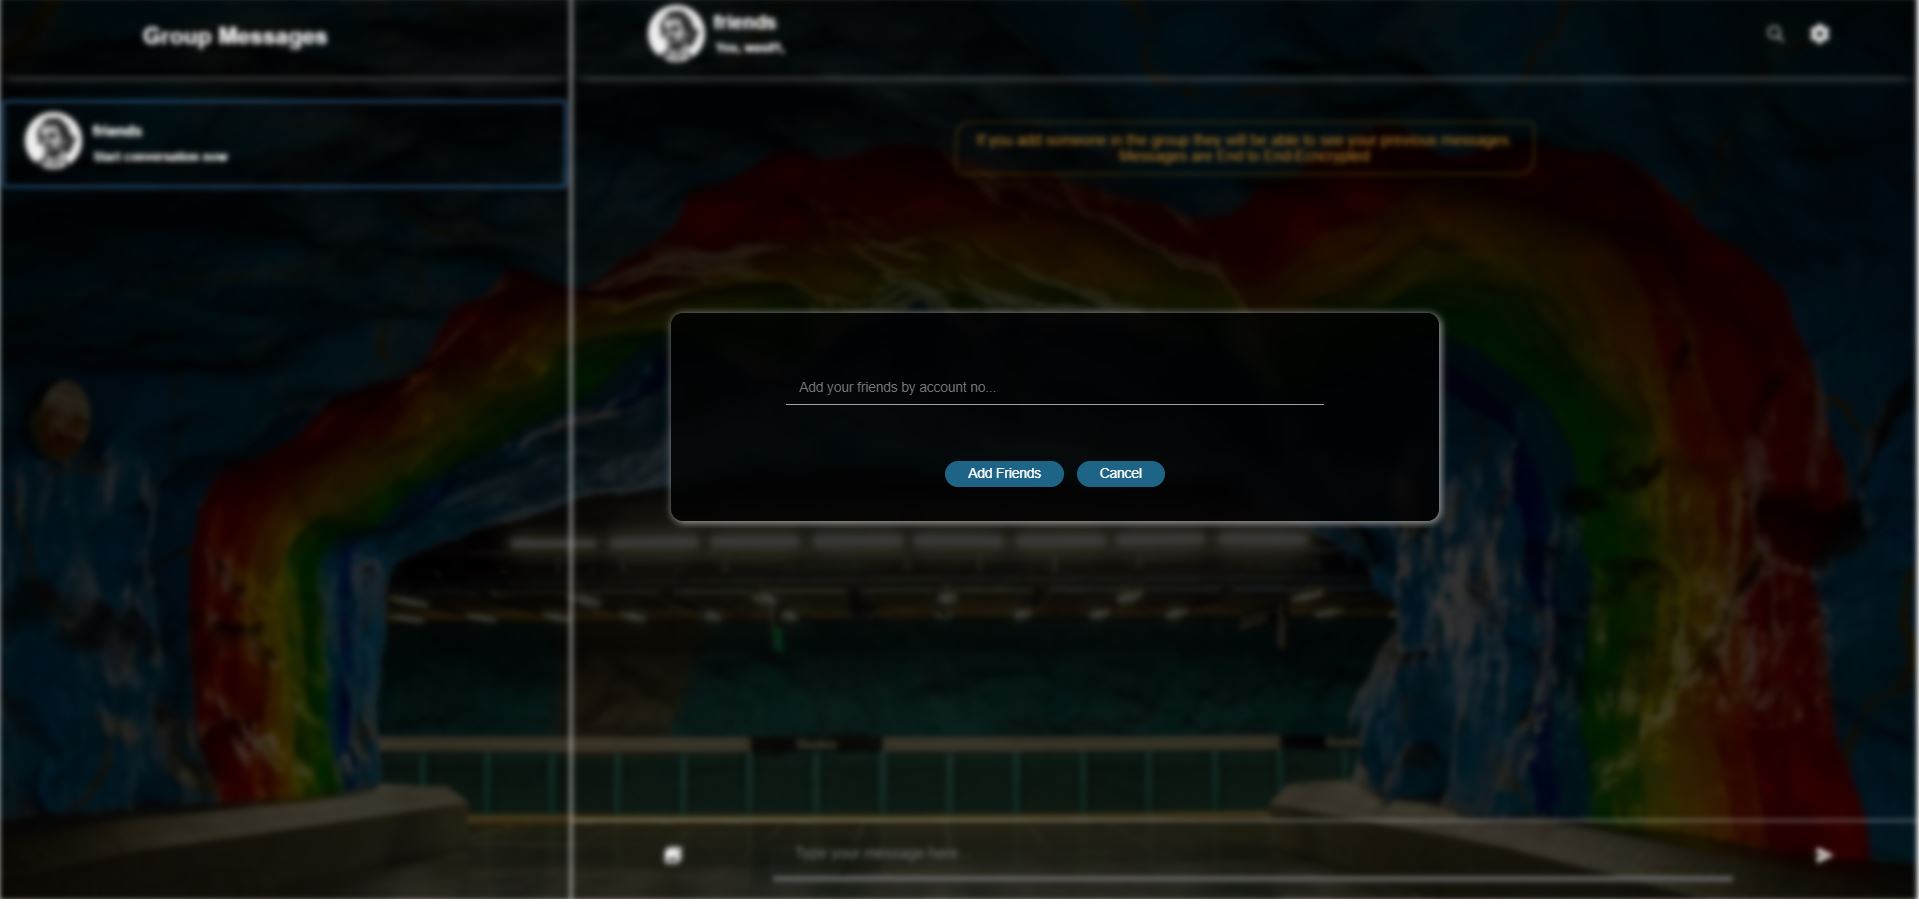 Group Messages
friends
Start conversation now
friends
You,
If you add someone in the group they will be able to see your previous messages
Messages are End to End-Ecncrypted
Add your friends by account no...
Add Friends
Cancel
Type your message here